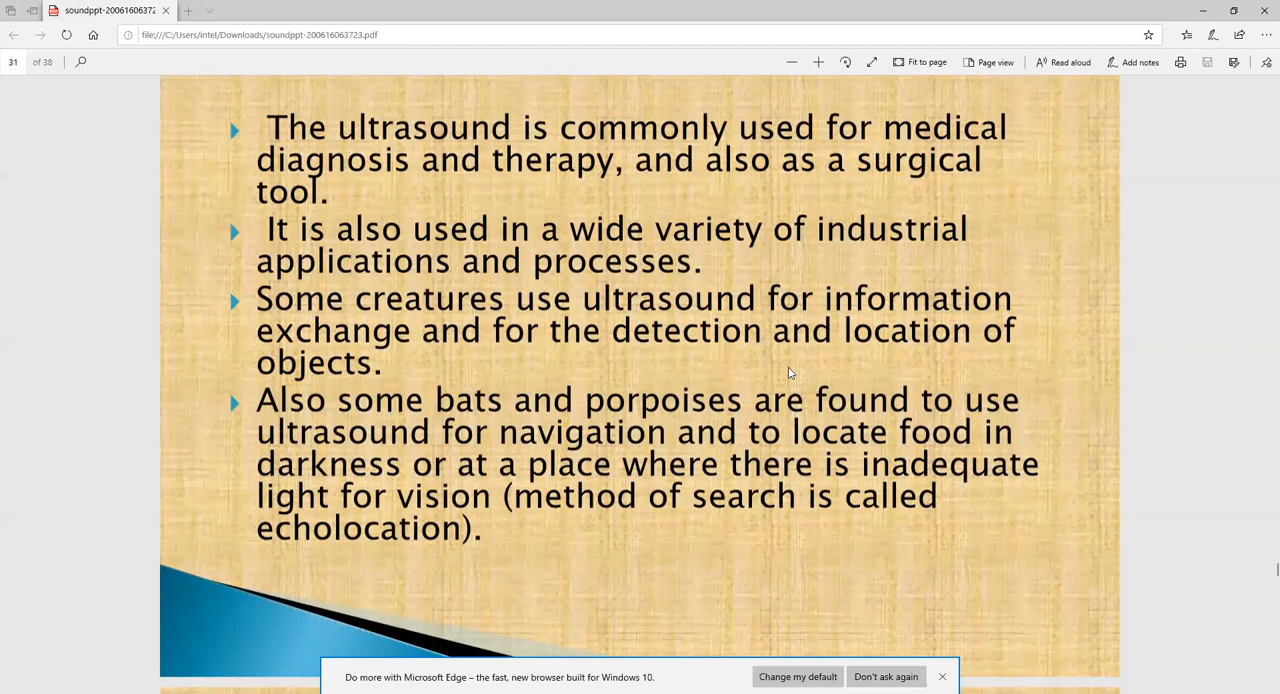 soundppt-2006160637
file:///C:/Users/intel/Downloads/soundppt-200616063723.pdf
31 of 38 Fit to page Page view Read aloud Add notes
The ultrasound is commonly used for medical
diagnosis and therapy, and also as a surgical
tool.
It is also used in a wide variety of industrial
applications and processes.
Some creatures use ultrasound for information
exchange and for the detection and location of
objects.
Also some bats and porpoises are found to use
ultrasound for navigation and to locate food in
darkness or at a place where there is inadequate
light for vision (method of search is called
echolocation).
Do more with Microsoft Edge – the fast, new browser built for Windows 10. Change my default Don't ask again